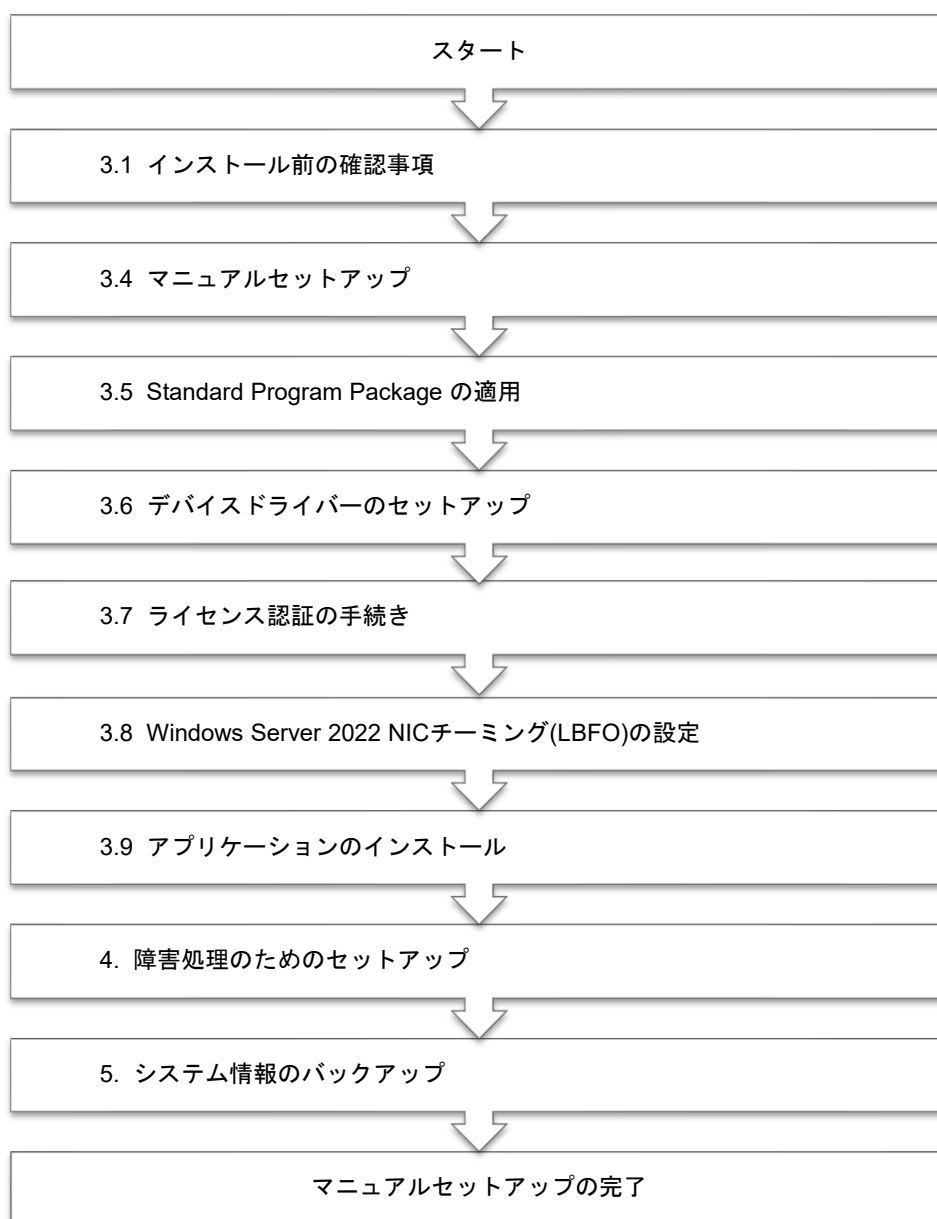 スタート
3.1 インストール前の確認事項
3.4 マニュアルセットアップ
3.5 Standard Program Package の適用
3.6 デバイスドライバーのセットアップ
3.7 ライセンス認証の手続き
3.8 Windows Server 2022 NICチーミング(LBFO)の設定
3.9 アプリケーションのインストール
4. 障害処理のためのセットアップ
5. システム情報のバックアップ
マニュアルセットアップの完了